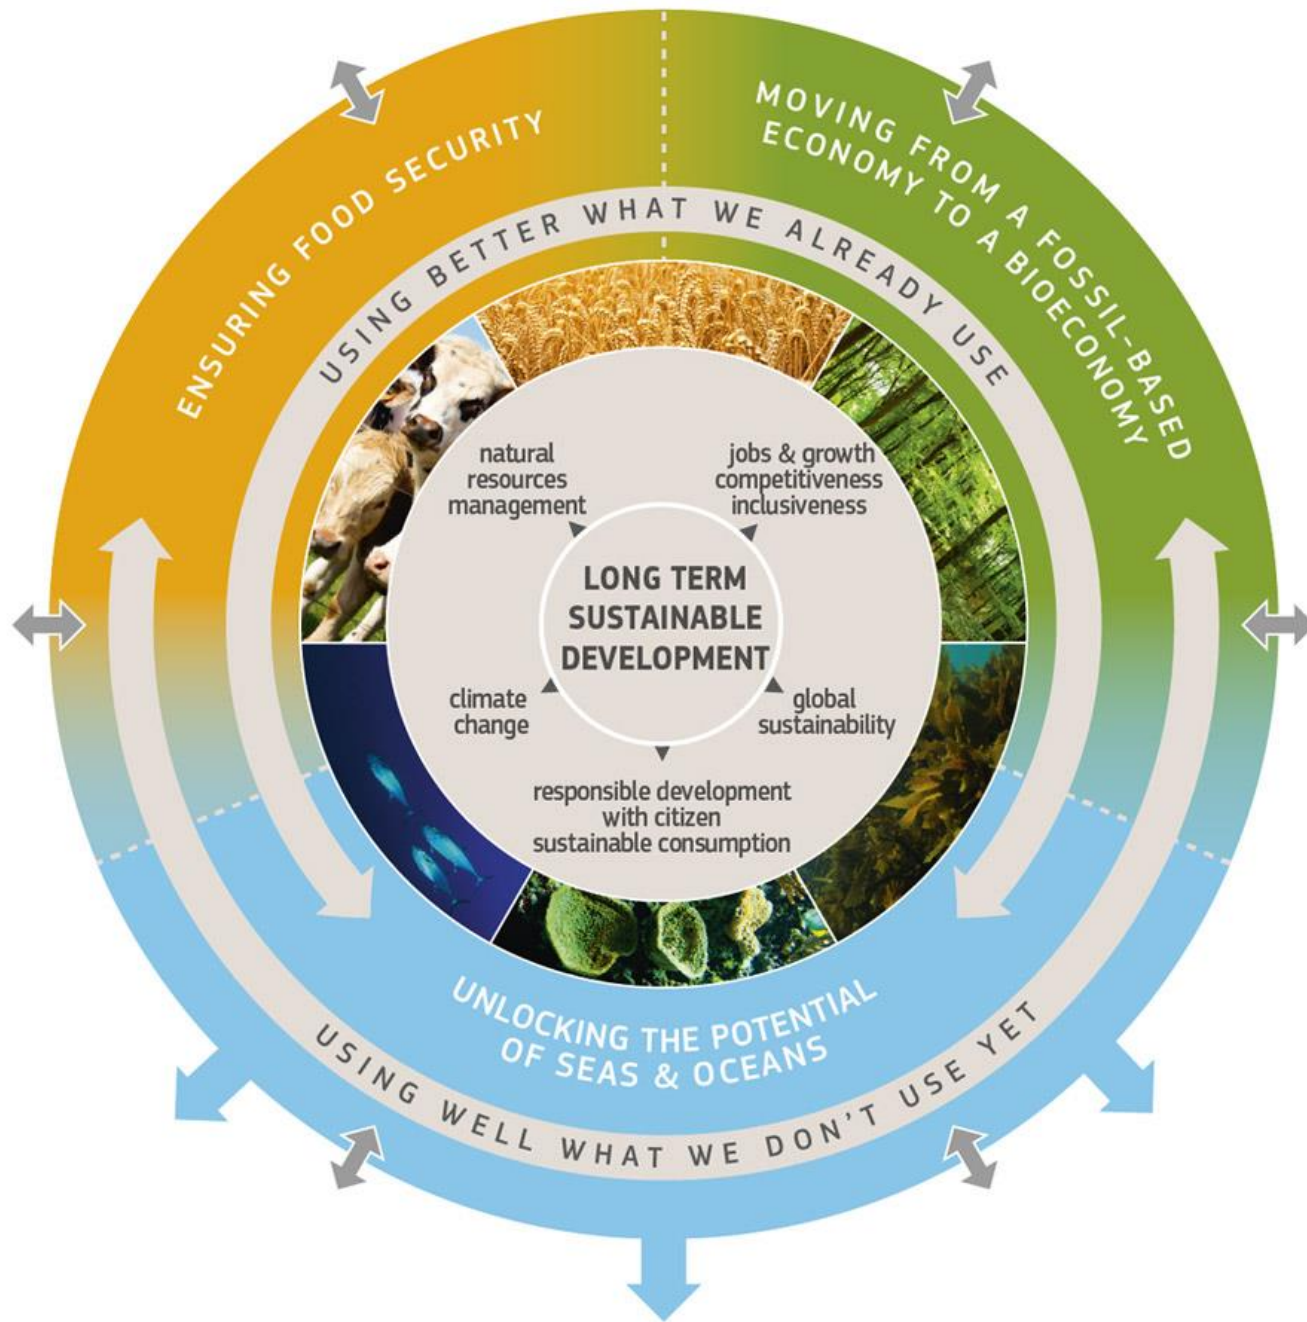 ENSURING FOOD SECURITY
MOVING FROM A FOSSIL-BASED
ECONOMY TO A BIOECONOMY
USING BETTER WHAT WE ALREADY USE
natural
resources
management
jobs & growth
competitiveness
inclusiveness
LONG TERM
SUSTAINABLE
DEVELOPMENT
climate
change
global
sustainability
responsible development
with citizen
sustainable consumption
UNLOCKING THE POTENTIAL
OF SEAS & OCEANS
USING WELL WHAT WE DON'T USE YET